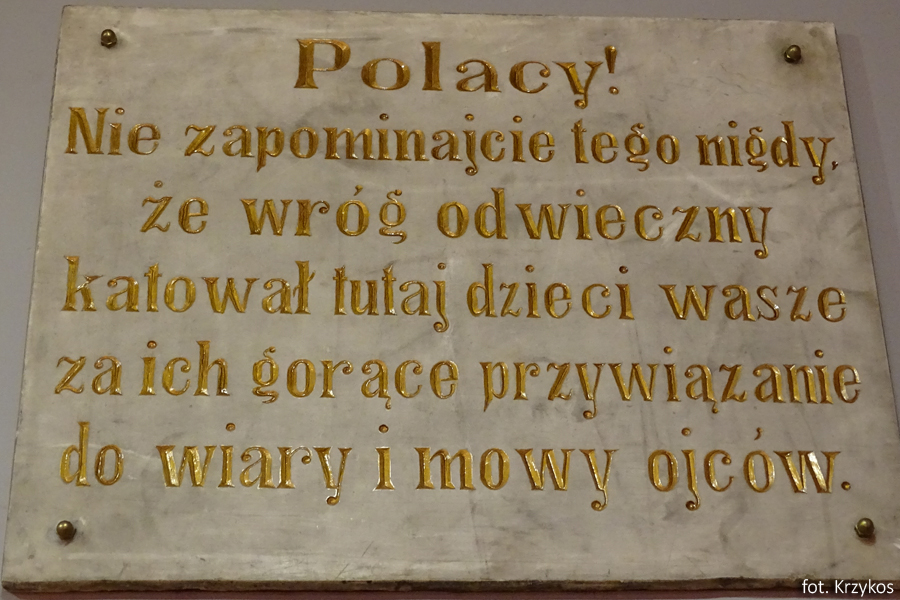 Polacy!
Nie zapominajcie tego nigdy,
że wróg odwieczny
katował tutaj dzieci wasze
za ich gorące przywiązanie
do wiary i mowy ojców.
fot. Krzykos